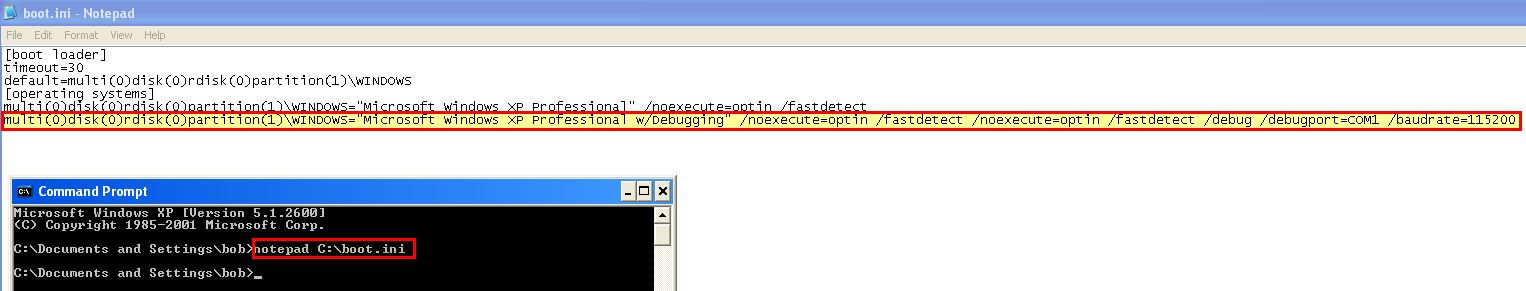 boot.ini - Notepad
File Edit Format View Help
[boot loader]
timeout=30
default=multi(0)disk(0)rdisk(0)partition(1)\WINDOWS
[operating systems]
multi(0)disk(0)rdisk(0)partition(1)\WINDOWS="Microsoft Windows XP Professional" /noexecute=optin /fastdetect
multi(0)disk(0)rdisk(0)partition(1)\WINDOWS="Microsoft Windows XP Professional w/Debugging" /noexecute=optin /fastdetect /noexecute=optin /fastdetect /debug /debugport=COM1 /baudrate=115200
C:\ Command Prompt
Microsoft Windows XP [Version 5.1.2600]
(C) Copyright 1985-2001 Microsoft Corp.
C:\Documents and Settings\bob>notepad C:\boot.ini
C:\Documents and Settings\bob>_